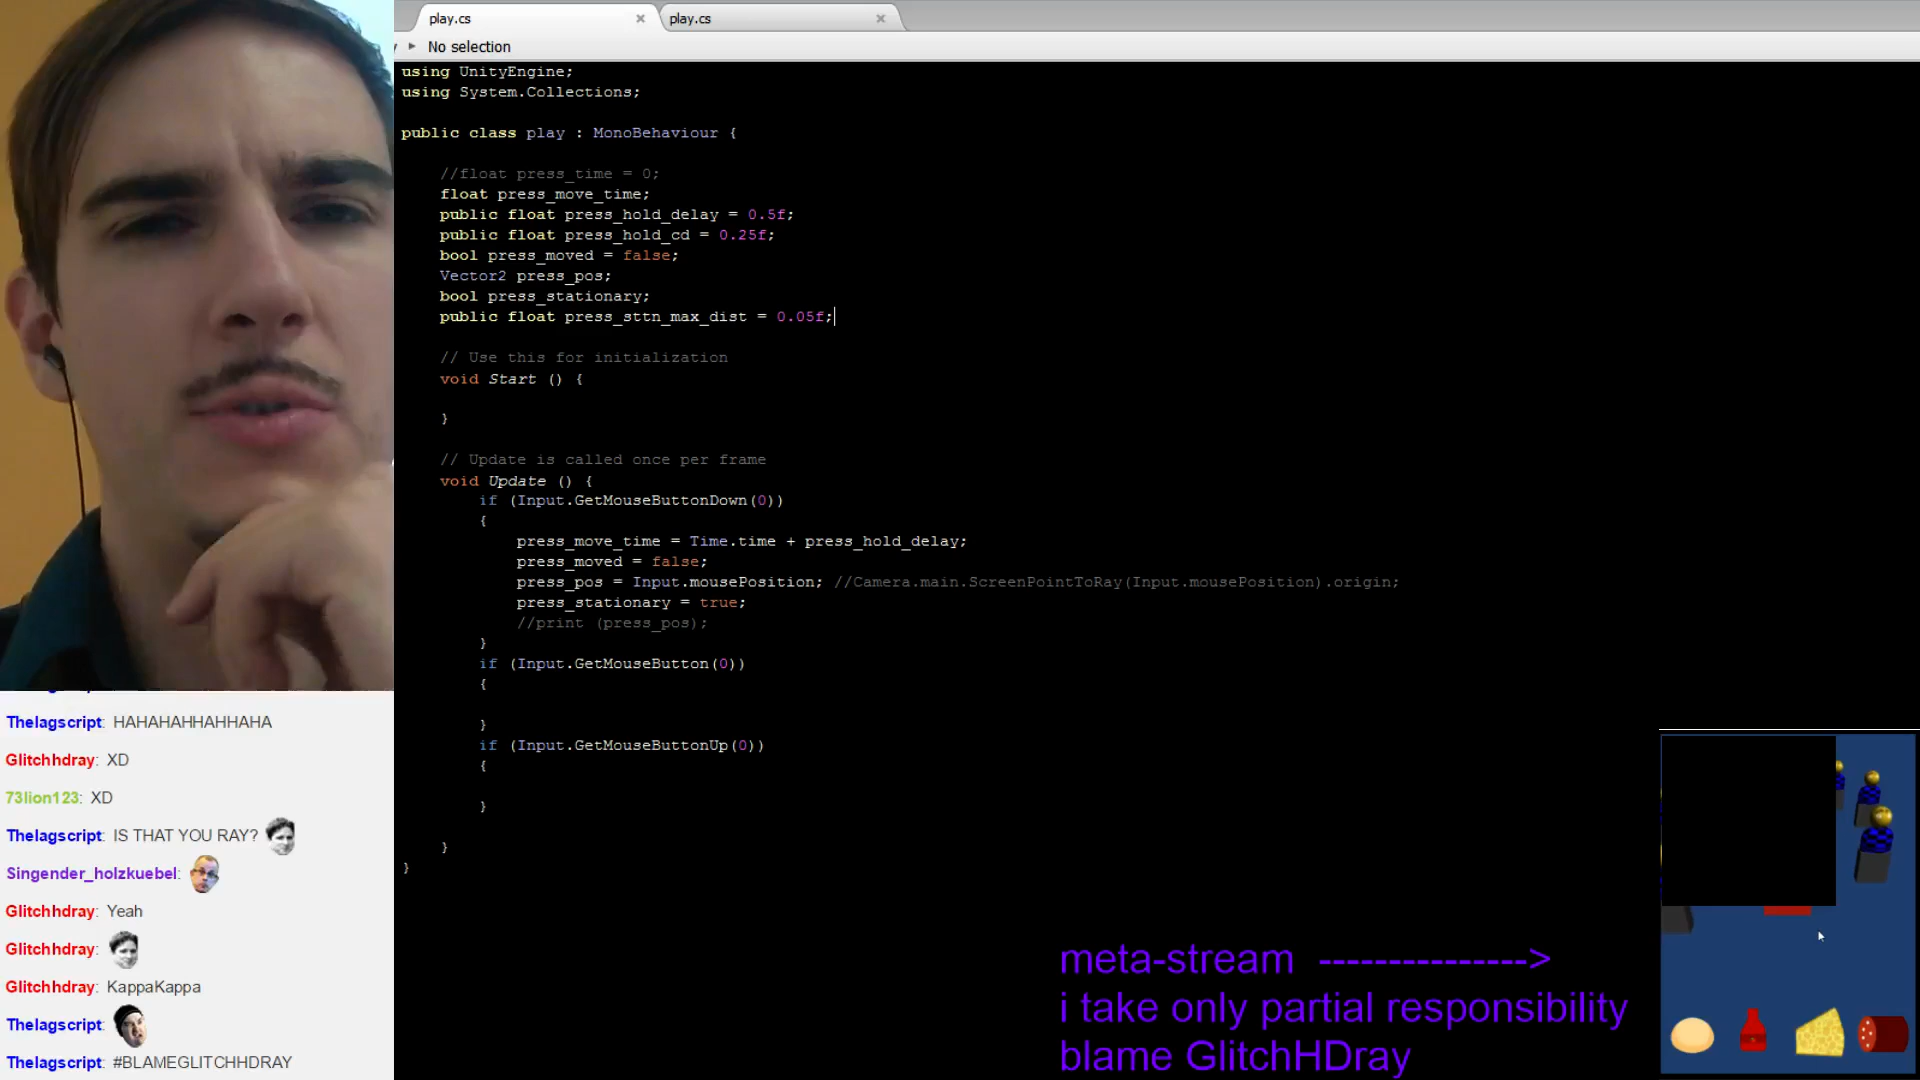 play.cs
play.cs
No selection
using UnityEngine;
using System.Collections;
public class play : MonoBehaviour {
//float press_time = 0;
float press_move_time;
public float press_hold_delay = 0.5f;
public float press_hold_cd = 0.25f;
bool press_moved = false;
Vector2 press_pos;
bool press_stationary;
public float press_sttn_max_dist = 0.05f;
// Use this for initialization
void Start () {
}
// Update is called once per frame
void Update () {
if (Input.GetMouseButtonDown(0))
{
press_move_time = Time.time + press_hold_delay;
press_moved = false;
press_pos = Input.mousePosition; //Camera.main.ScreenPointToRay(Input.mousePosition).origin;
press_stationary = true;
//print (press_pos);
}
if (Input.GetMouseButton(0))
{
}
if (Input.GetMouseButtonUp(0))
{
}
}
}
Thelagscript: HAHAHAHHAHHAHA
Glitchhdray: XD
73lion123: XD
Thelagscript: IS THAT YOU RAY?
Singender_holzkuebel:
Glitchhdray: Yeah
Glitchhdray:
Glitchhdray: KappaKappa
Thelagscript:
Thelagscript: #BLAMEGLITCHHDRAY
meta-stream --------------->
i take only partial responsibility
blame GlitchHDray